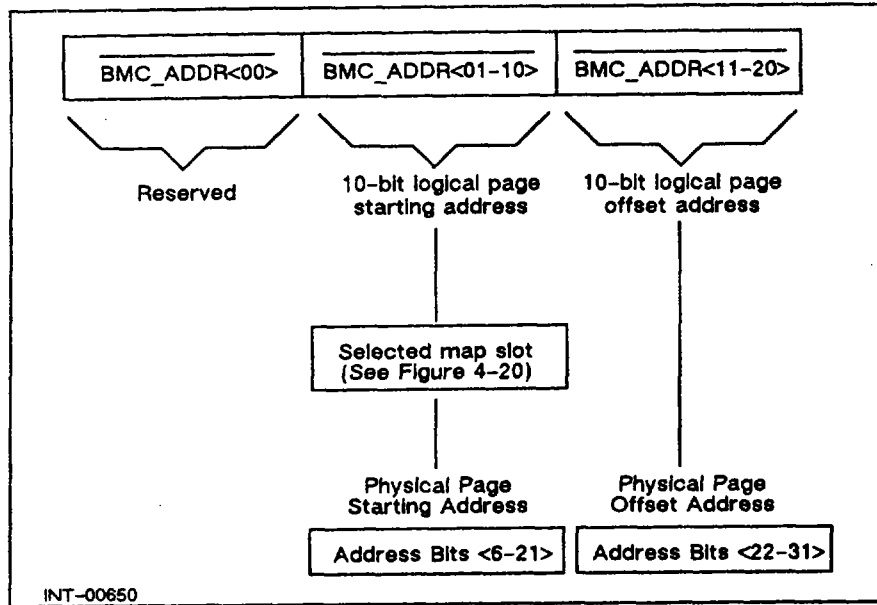 BMC_ADDR<00> BMC_ADDR<01-10> BMC_ADDR<11-20>
Reserved
10-bit logical page
starting address
10-bit logical page
offset address
Selected map slot
(See Figure 4-20)
Physical Page
Starting Address
Physical Page
Offset Address
Address Bits <6-21>
Address Bits <22-31>
INT-00650